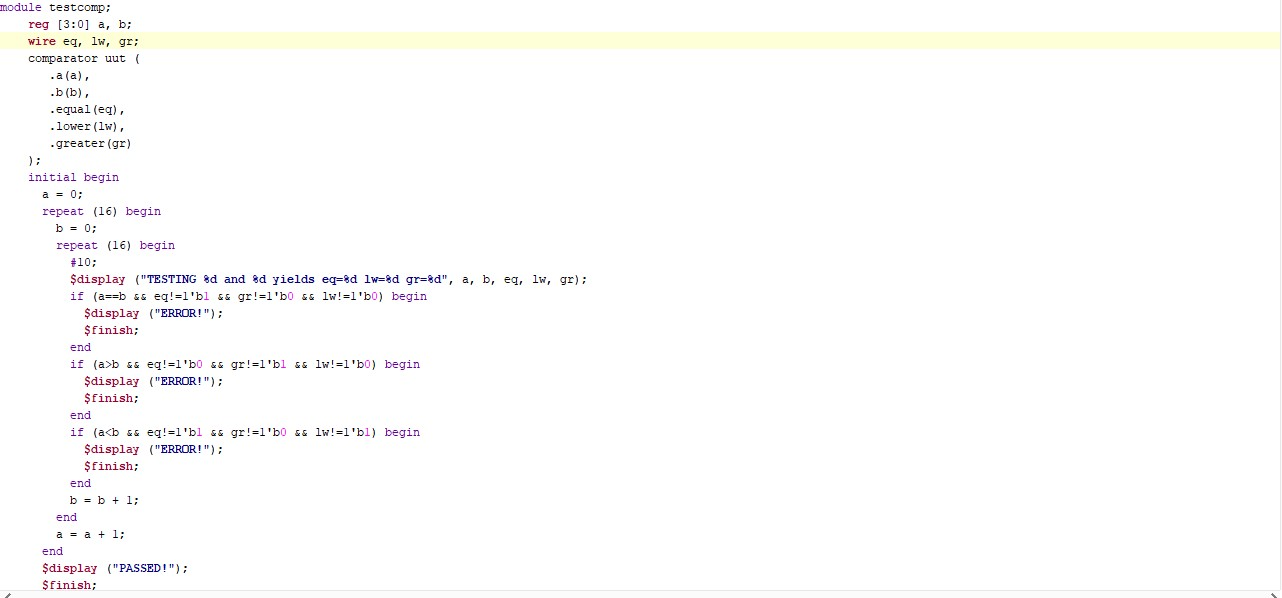 module testcomp;
    reg [3:0] a, b;
    wire eq, lw, gr;
    comparator uut (
       .a(a),
       .b(b),
       .equal(eq),
       .lower(lw),
       .greater(gr)
    );
    initial begin
      a = 0;
      repeat (16) begin
        b = 0;
        repeat (16) begin
          #10;
          $display ("TESTING %d and %d yields eq=%d lw=%d gr=%d", a, b, eq, lw, gr);
          if (a==b && eq!=1'b1 && gr!=1'b0 && lw!=1'b0) begin
            $display ("ERROR!");
            $finish;
          end
          if (a>b && eq!=1'b0 && gr!=1'b1 && lw!=1'b0) begin
            $display ("ERROR!");
            $finish;
          end
          if (a<b && eq!=1'b1 && gr!=1'b0 && lw!=1'b1) begin
            $display ("ERROR!");
            $finish;
          end
          b = b + 1;
        end
        a = a + 1;
      end
      $display ("PASSED!");
      $finish;